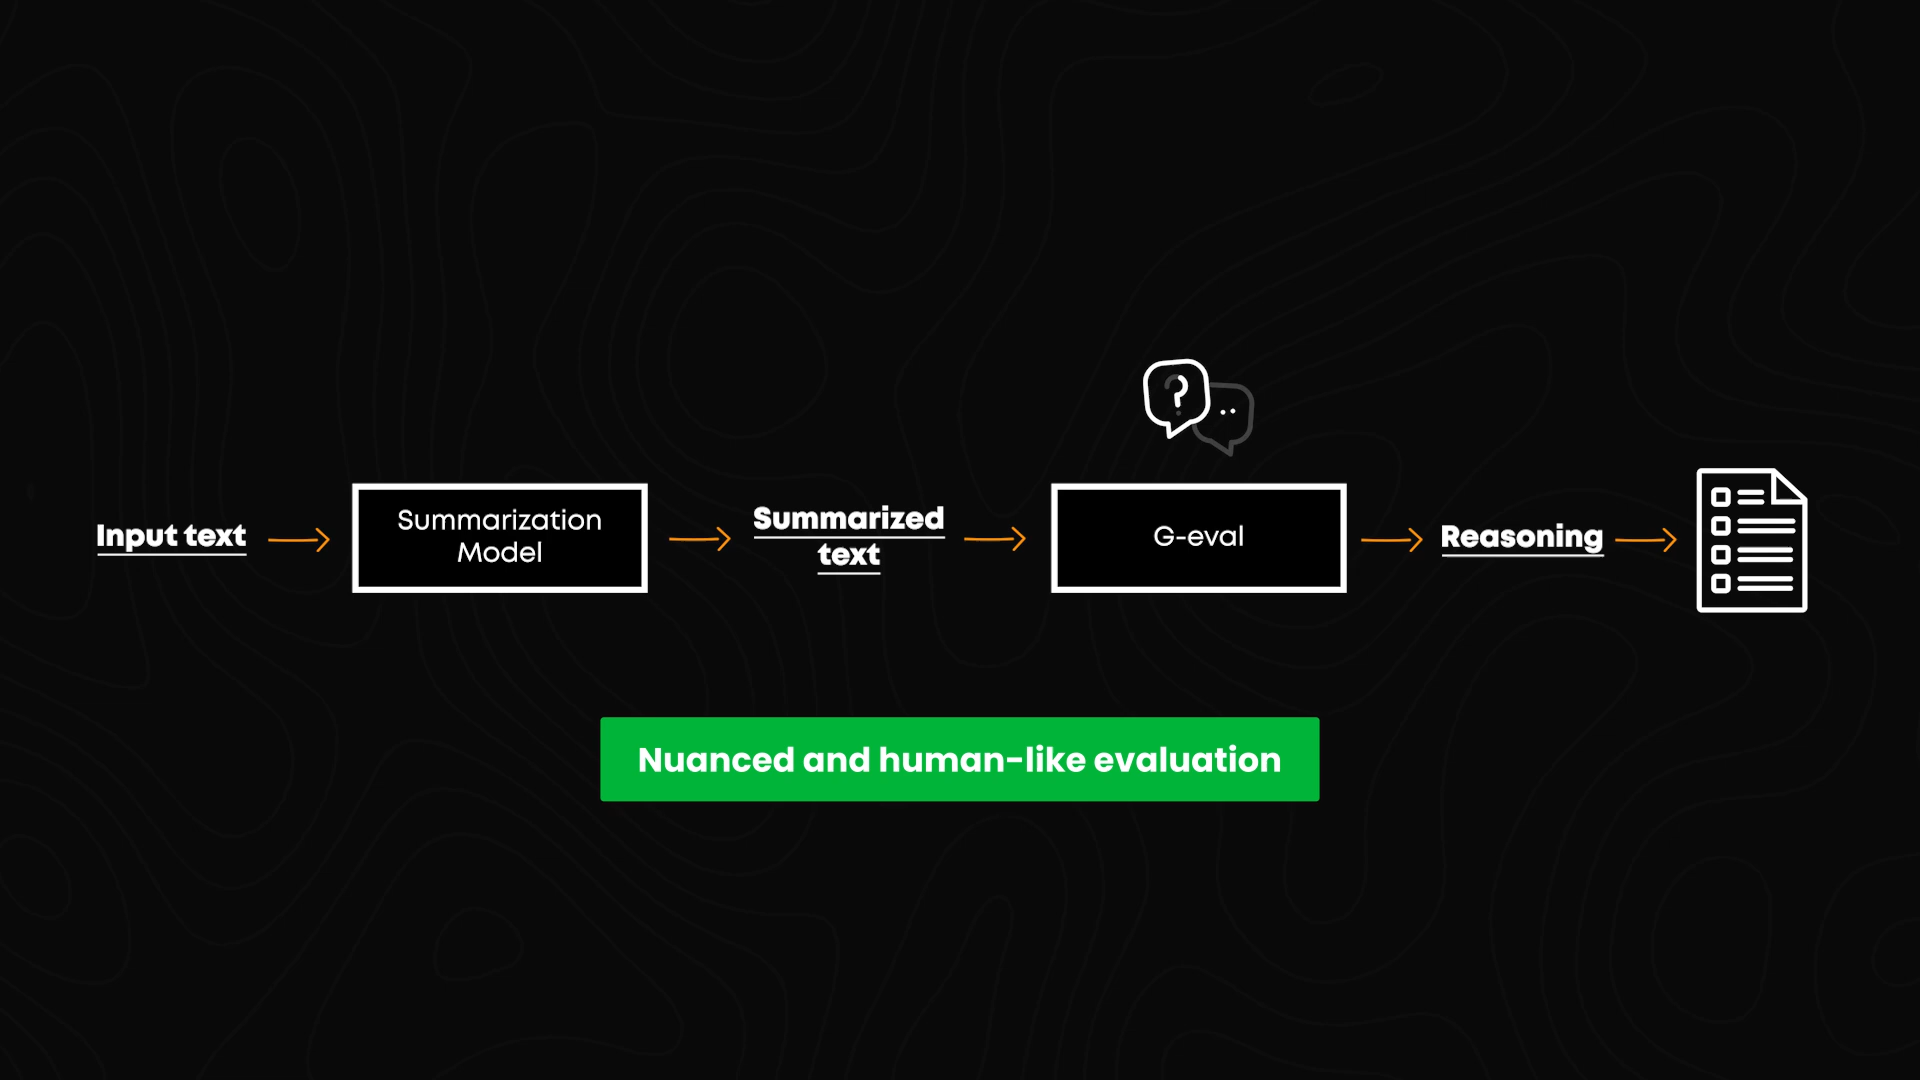 Input text
Summarization
Model
Summarized
text
G-eval
?
Reasoning
Nuanced and human-like evaluation